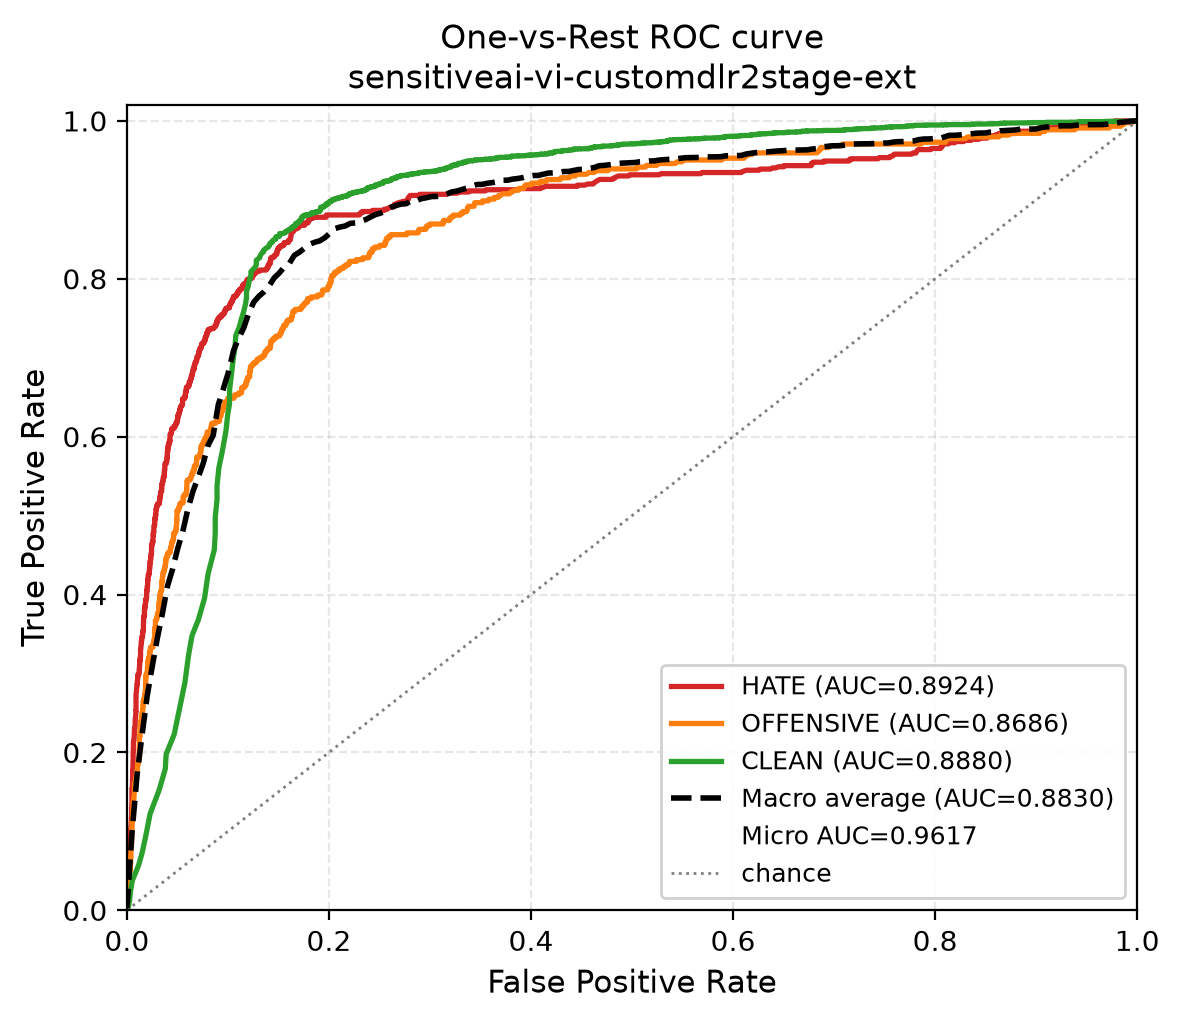 One-vs-Rest ROC curve
sensitiveai-vi-customdlr2stage-ext
1.0
0.8
0.6
0.4
0.2
0.0
True Positive Rate
HATE (AUC=0.8924)
OFFENSIVE (AUC=0.8686)
CLEAN (AUC=0.8880)
Macro average (AUC=0.8830)
Micro AUC=0.9617
chance
0.0 0.2 0.4 0.6 0.8 1.0
False Positive Rate